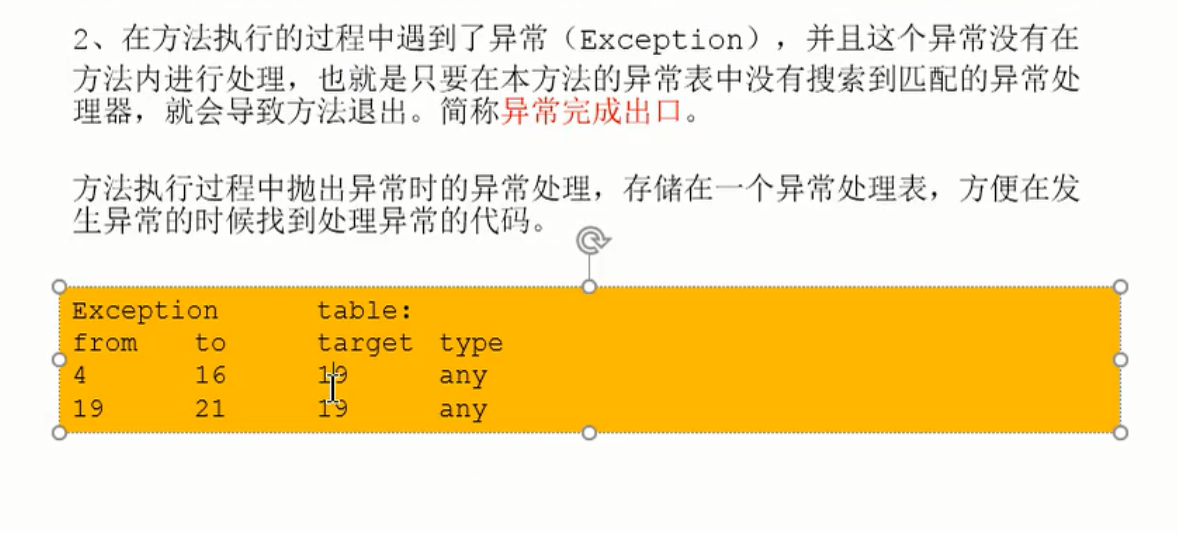 2、在方法执行的过程中遇到了异常（Exception），并且这个异常没有在
方法内进行处理，也就是只要在本方法的异常表中没有搜索到匹配的异常处
理器，就会导致方法退出。简称异常完成出口。
方法执行过程中抛出异常时的异常处理，存储在一个异常处理表，方便在发
生异常的时候找到处理异常的代码。
Exception table:
from to target type
4 16 19 any
19 21 19 any